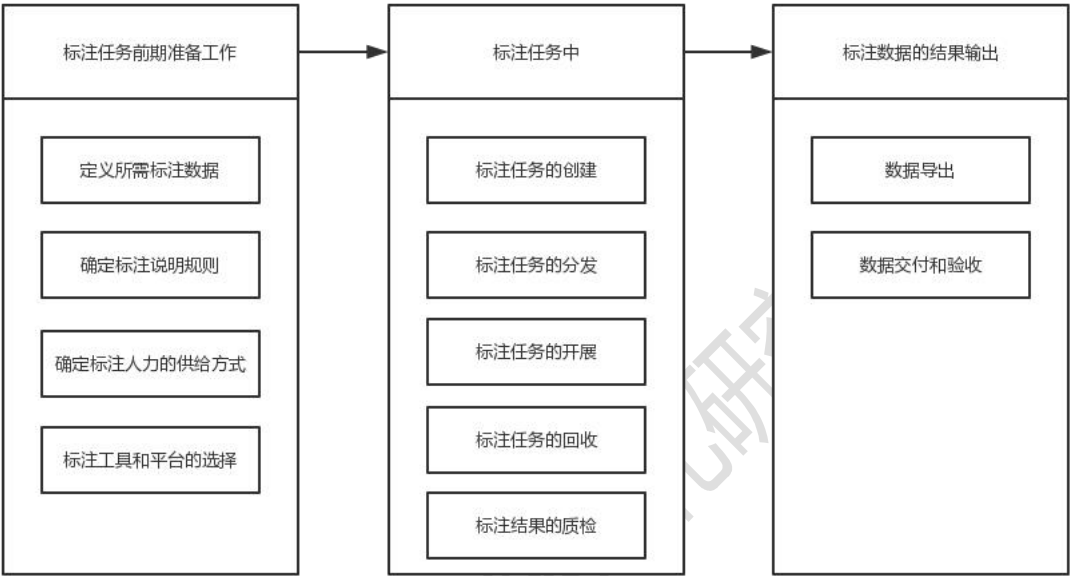 标注任务前期准备工作
定义所需标注数据
确定标注说明规则
确定标注人力的供给方式
标注工具和平台的选择
标注任务中
标注任务的创建
标注任务的分发
标注任务的开展
标注任务的回收
标注结果的质检
标注数据的结果输出
数据导出
数据交付和验收